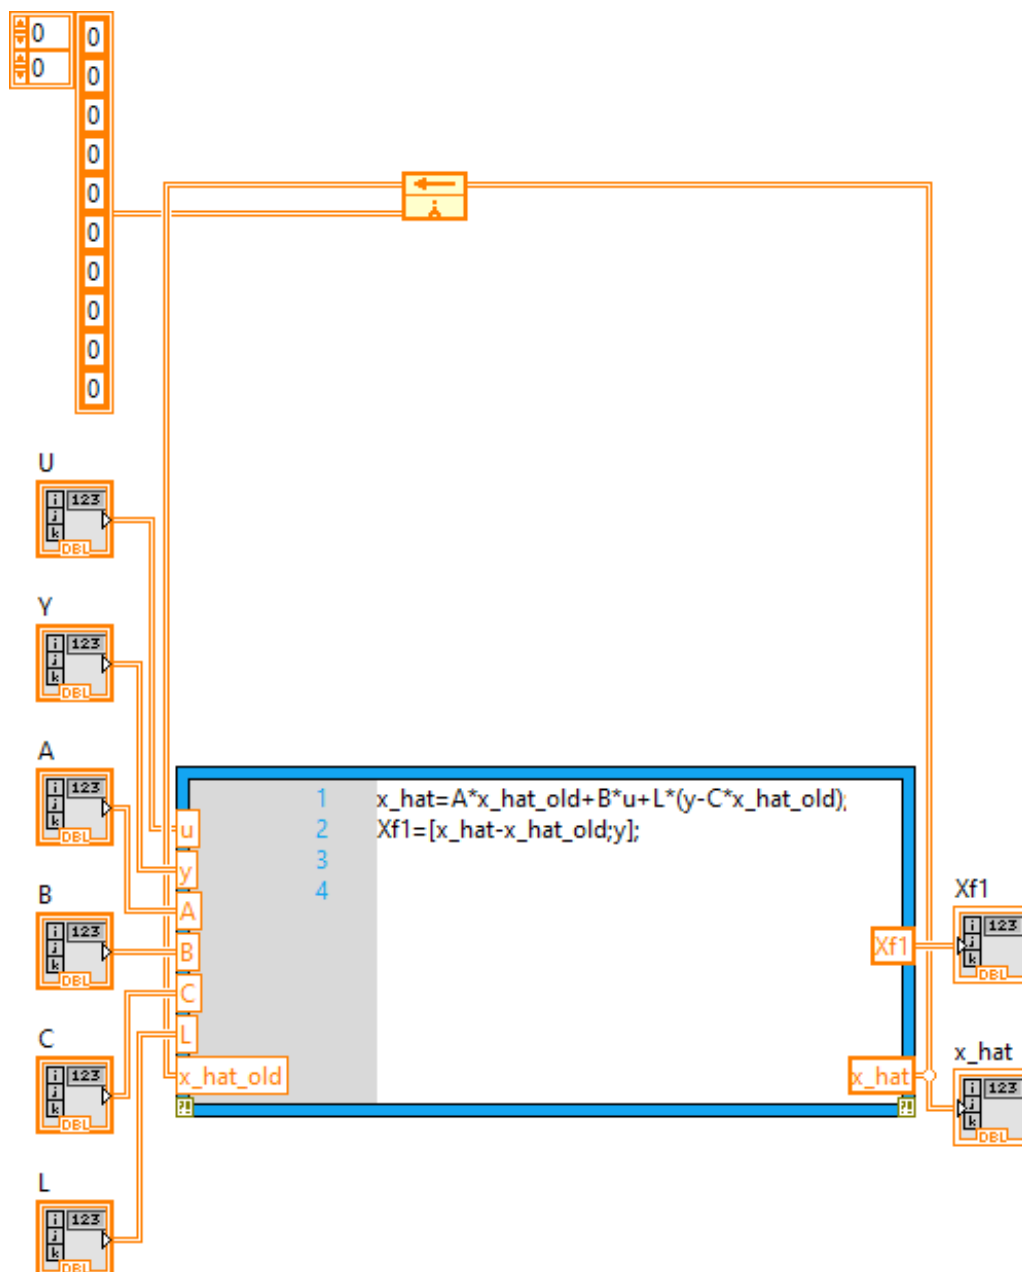 0
0
0
0
0
0
0
0
0
0
0
0
i
U
i 123
j
k
DBL
Y
i 123
j
k
DBL
A
i 123
j
k
DBL
B
i 123
j
k
DBL
C
i 123
j
k
DBL
L
i 123
j
k
DBL
u
y
A
B
C
L
x_hat_old
1 x_hat=A*x_hat_old+B*u+L*(y-C*x_hat_old);
2 Xf1=[x_hat-x_hat_old;y];
3
4
Xf1
x_hat
Xf1
i 123
j
k
DBL
x_hat
i 123
j
k
DBL